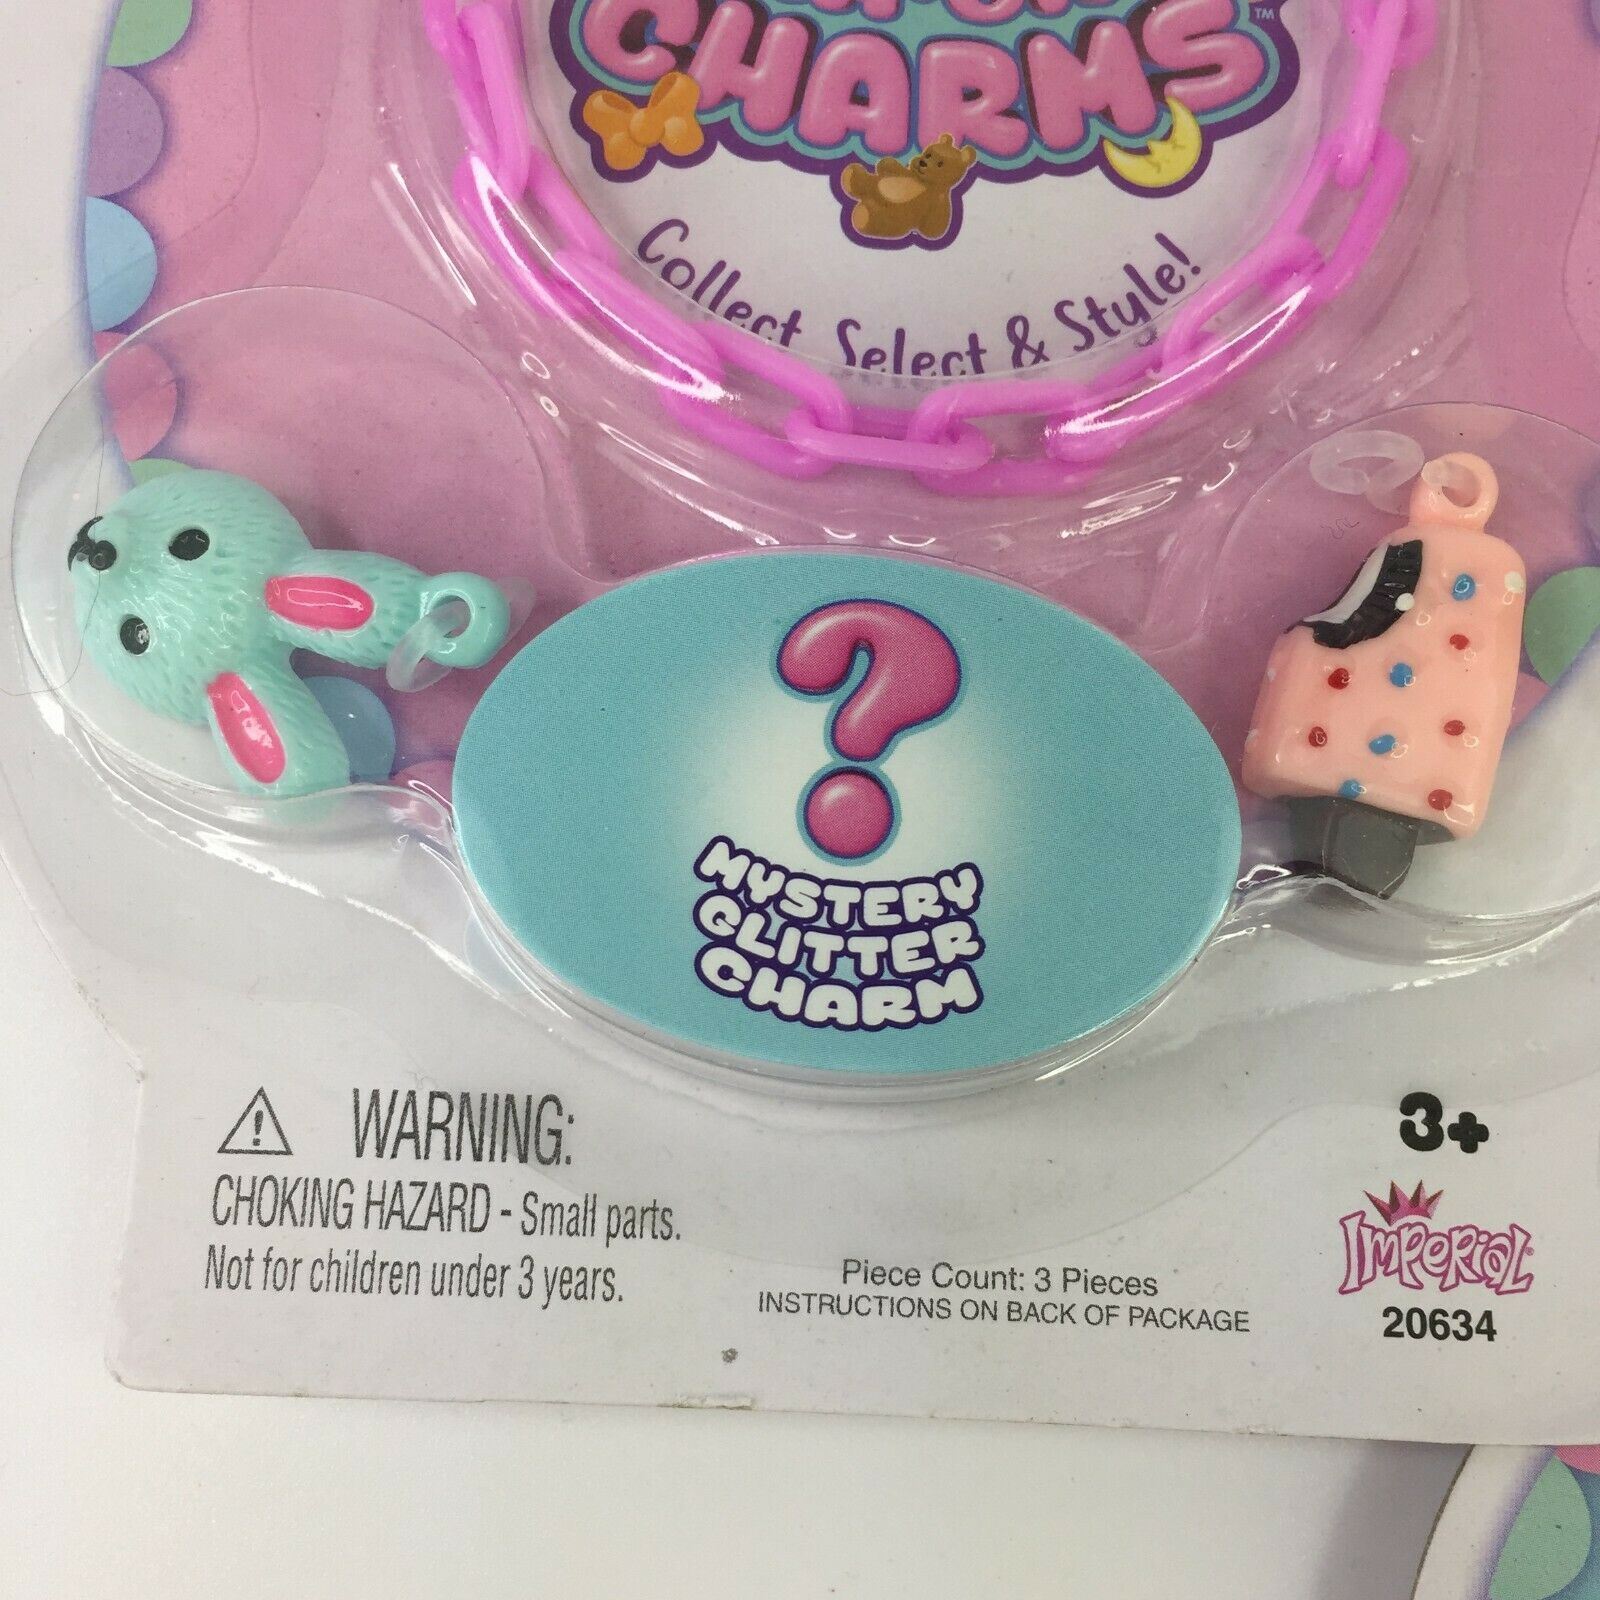 CHARMS™
Collect, Select & Style!
?
MYSTERY
GLITTER
CHARM
WARNING:
CHOKING HAZARD - Small parts.
Not for children under 3 years.
Piece Count: 3 Pieces
INSTRUCTIONS ON BACK OF PACKAGE
3+
IMPERIAL
20634